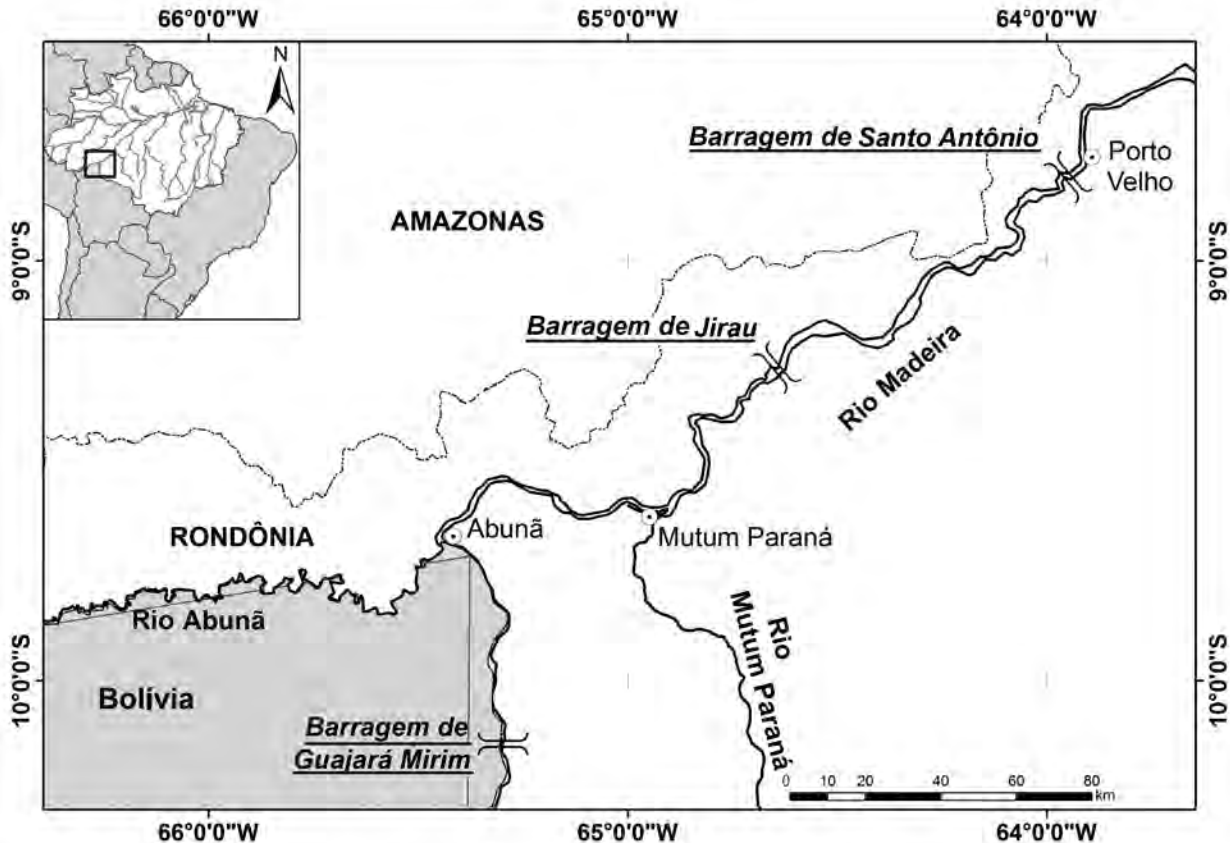 66°0'0"W
65°0'0"W
64°0'0"W
N
Barragem de Santo Antônio
Porto
Velho
AMAZONAS
9°0'0"S
9°0'0"S
Barragem de Jirau
Rio Madeira
Abunã
Mutum Paraná
RONDÔNIA
Rio Abunã
Rio
Mutum Paraná
10°0'0"S
10°0'0"S
Bolívia
Barragem de
Guajará Mirim
0 10 20 40 60 80
km
66°0'0"W
65°0'0"W
64°0'0"W